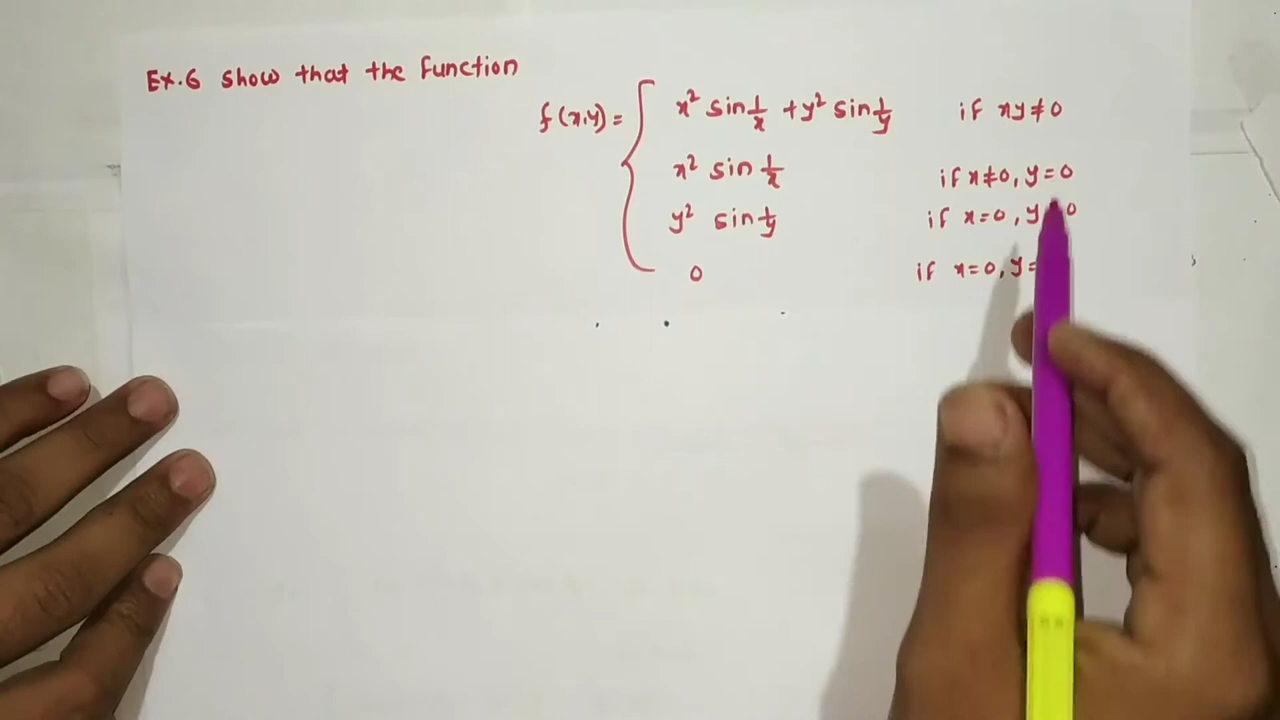 Ex.6 Show that the Function
f(x,y) = { x² sin 1/x + y² sin 1/y if xy≠0
x² sin 1/x if x≠0, y=0
y² sin 1/y if x=0, y 0
0 if x=0, y=